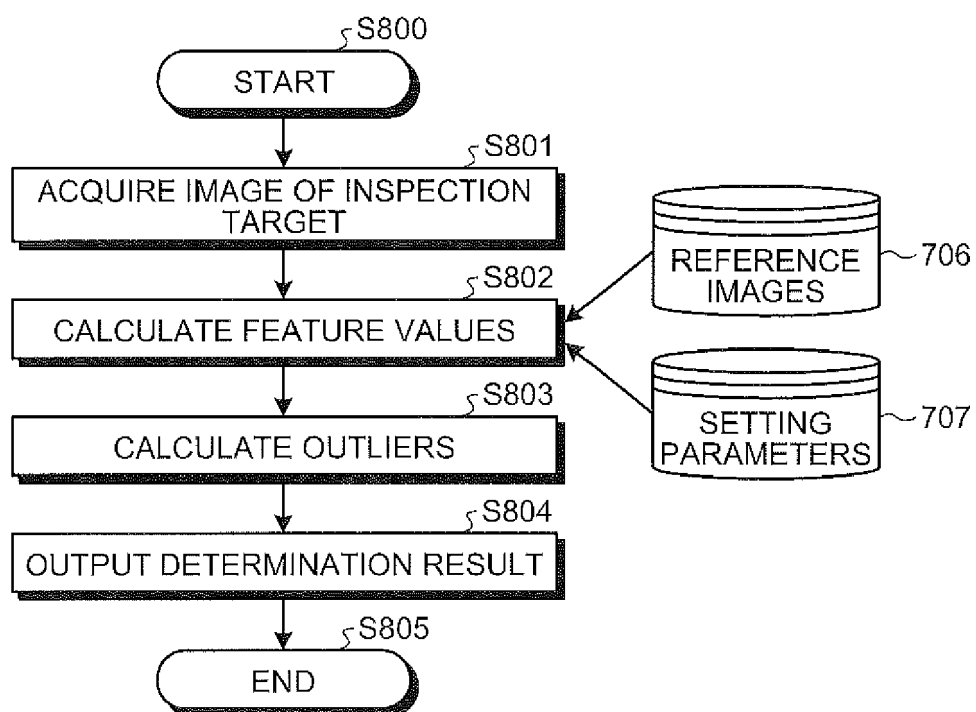 S800
START
S801
ACQUIRE IMAGE OF INSPECTION
TARGET
S802
CALCULATE FEATURE VALUES
REFERENCE
IMAGES
706
SETTING
PARAMETERS
707
S803
CALCULATE OUTLIERS
S804
OUTPUT DETERMINATION RESULT
S805
END